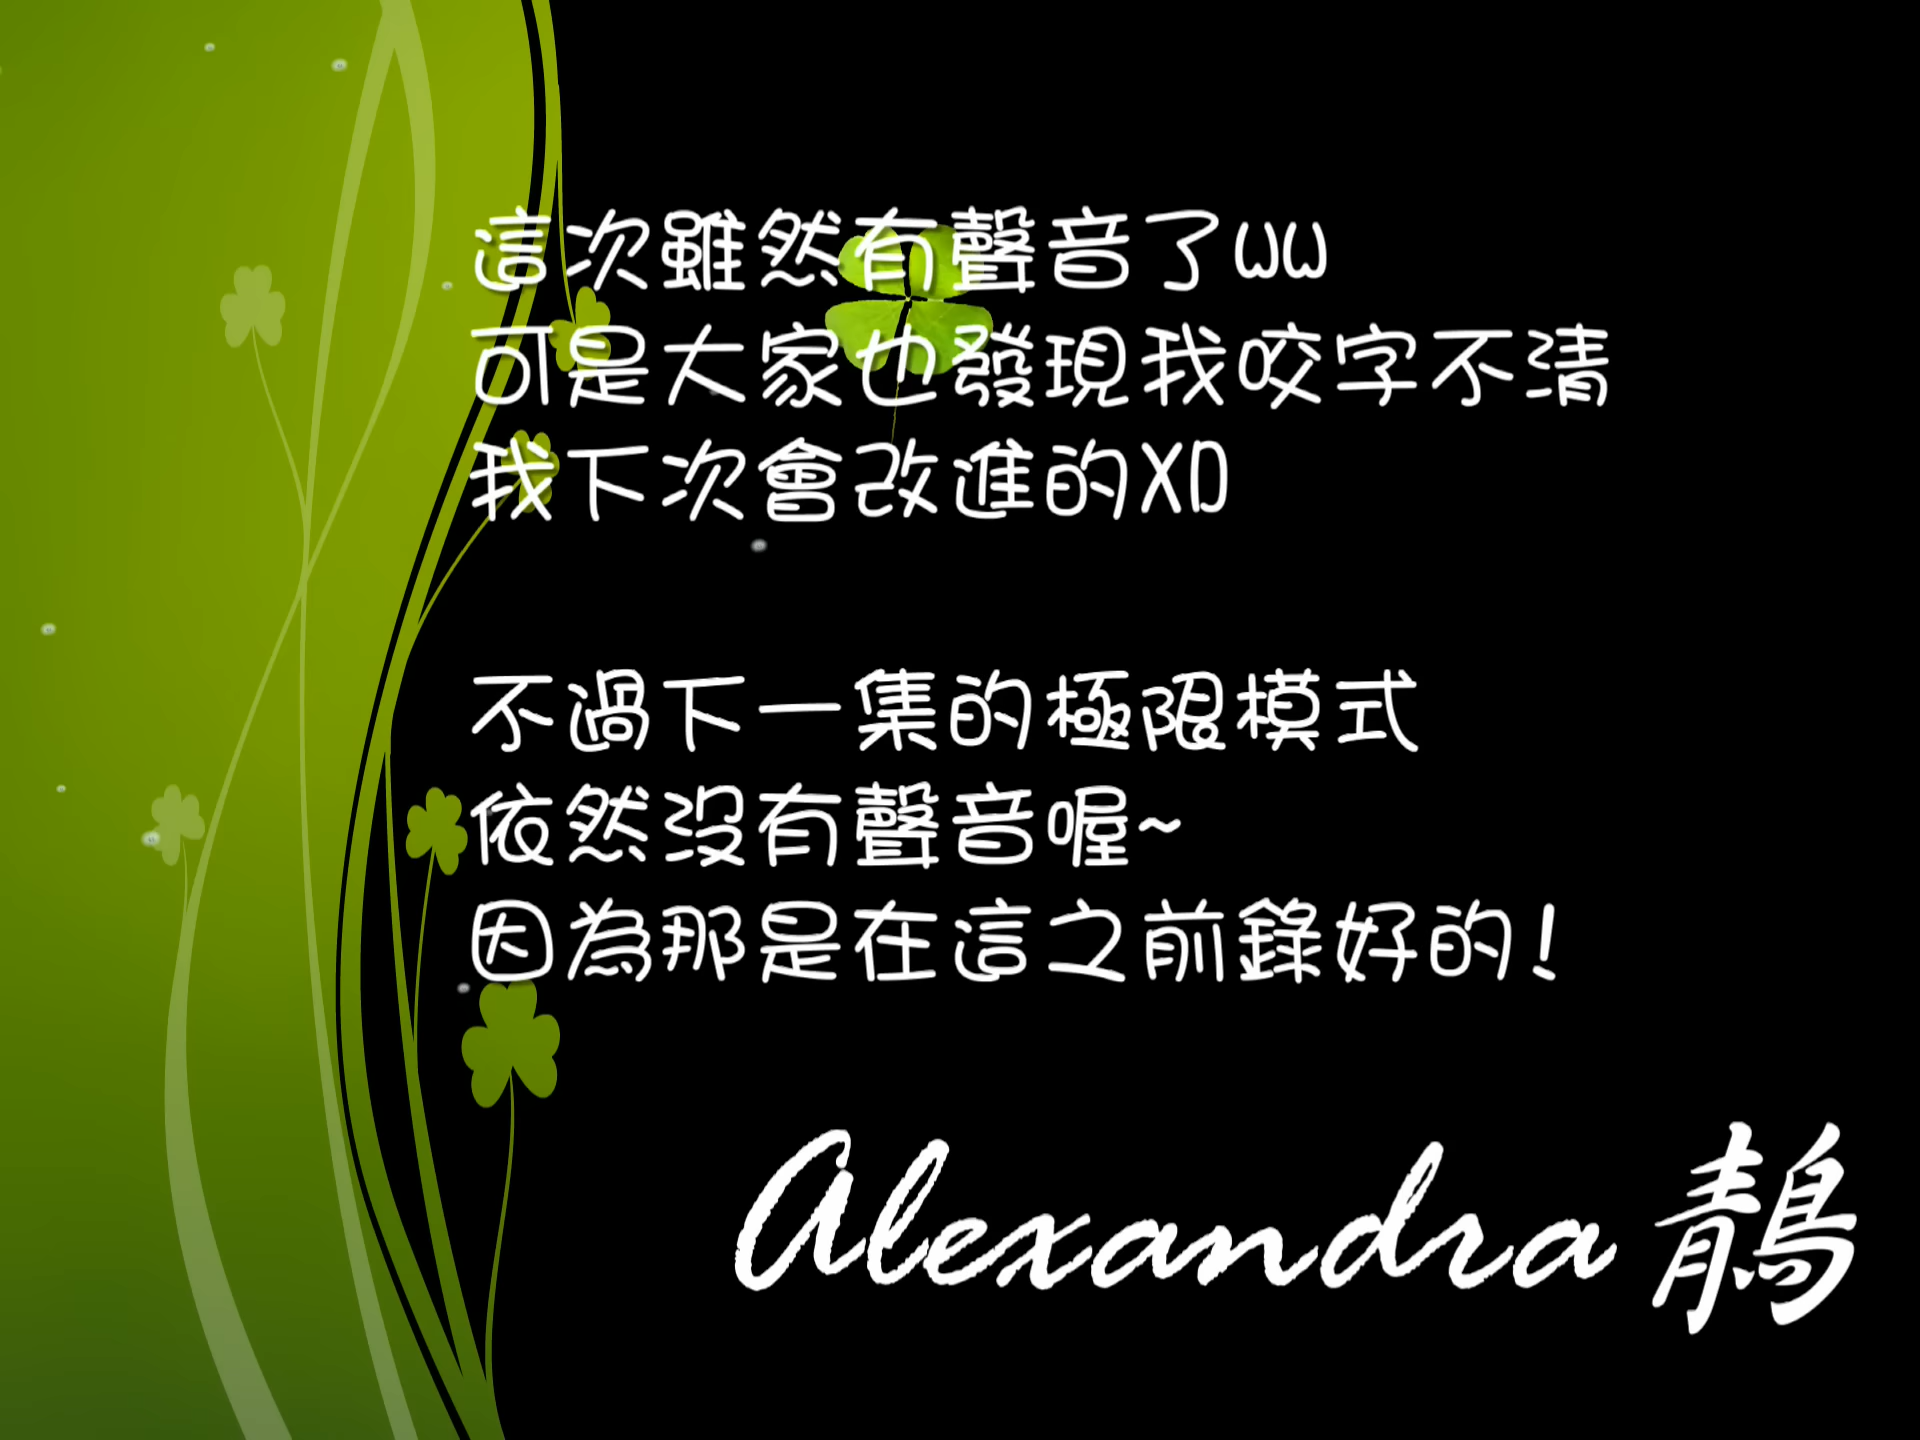 這次雖然有聲音了ww
可是大家也發現我咬字不清
我下次會改進的XD
不過下一集的極限模式
依然沒有聲音喔~
因為那是在這之前錄好的!
Alexandra 鶄